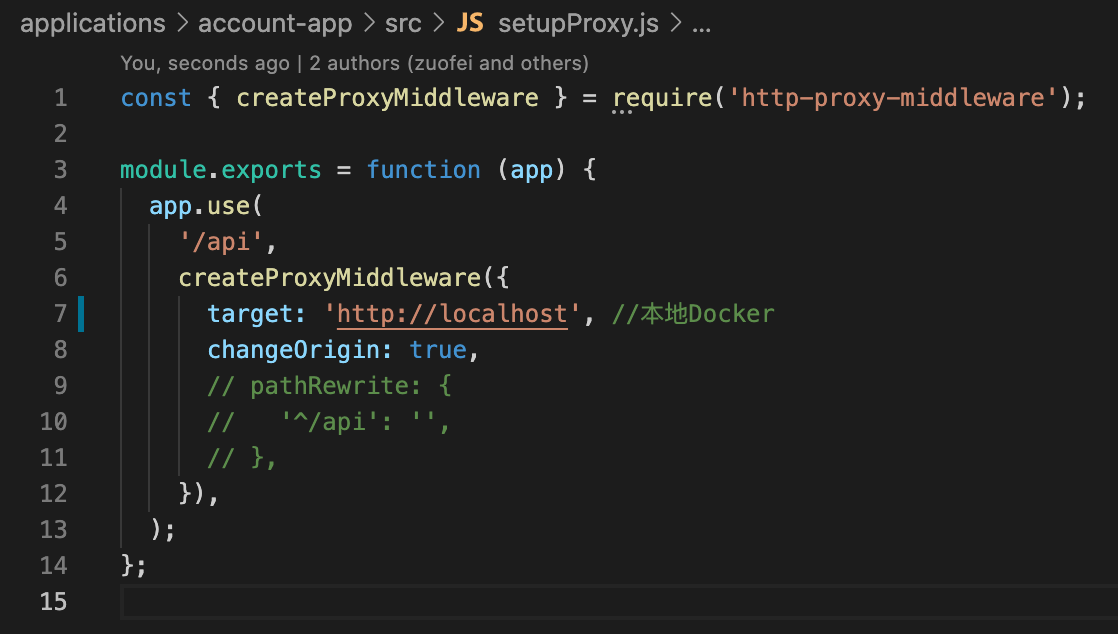 applications > account-app > src > JS setupProxy.js > ...
You, seconds ago | 2 authors (zuofei and others)
1 const { createProxyMiddleware } = require('http-proxy-middleware');
2
3 module.exports = function (app) {
4   app.use(
5     '/api',
6     createProxyMiddleware({
7       target: 'http://localhost', //本地Docker
8       changeOrigin: true,
9       // pathRewrite: {
10       //   '^/api': '',
11       // },
12     }),
13   );
14 };
15